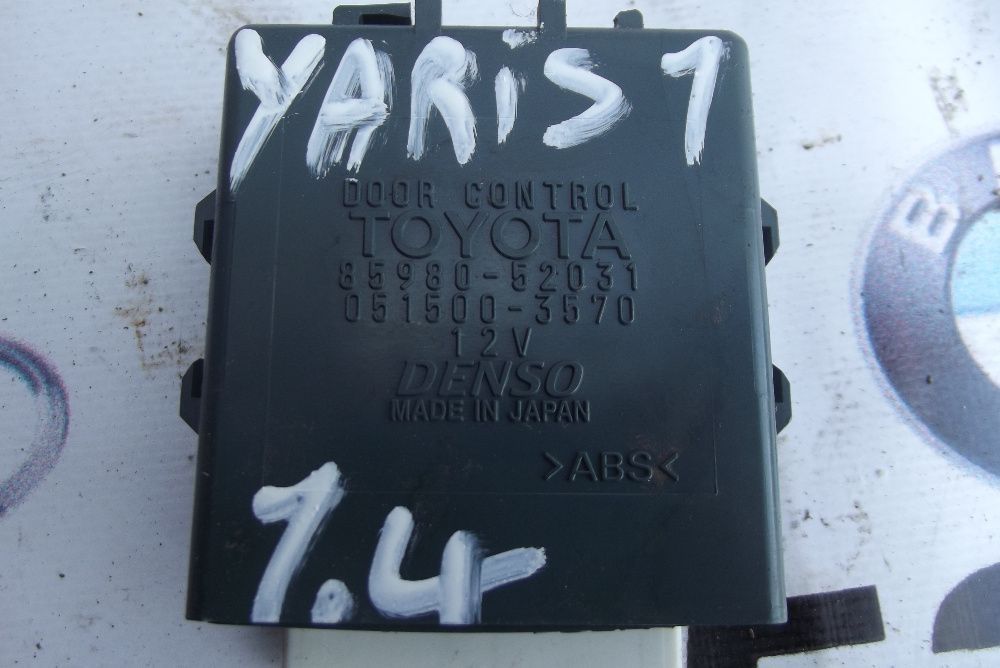 YARiS 1
DOOR CONTROL
TOYOTA
85980-52031
051500-3570
12V
DENSO
MADE IN JAPAN
>ABS<
1.4
B